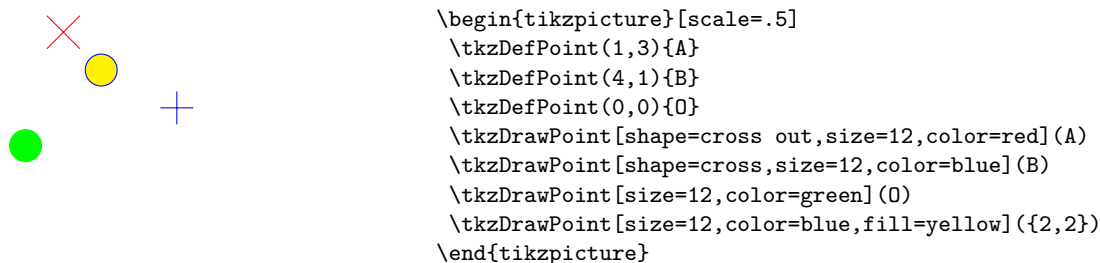 \begin{tikzpicture}[scale=.5]
\tkzDefPoint(1,3){A}
\tkzDefPoint(4,1){B}
\tkzDefPoint(0,0){O}
\tkzDrawPoint[shape=cross out,size=12,color=red](A)
\tkzDrawPoint[shape=cross,size=12,color=blue](B)
\tkzDrawPoint[size=12,color=green](O)
\tkzDrawPoint[size=12,color=blue,fill=yellow]({2,2})
\end{tikzpicture}